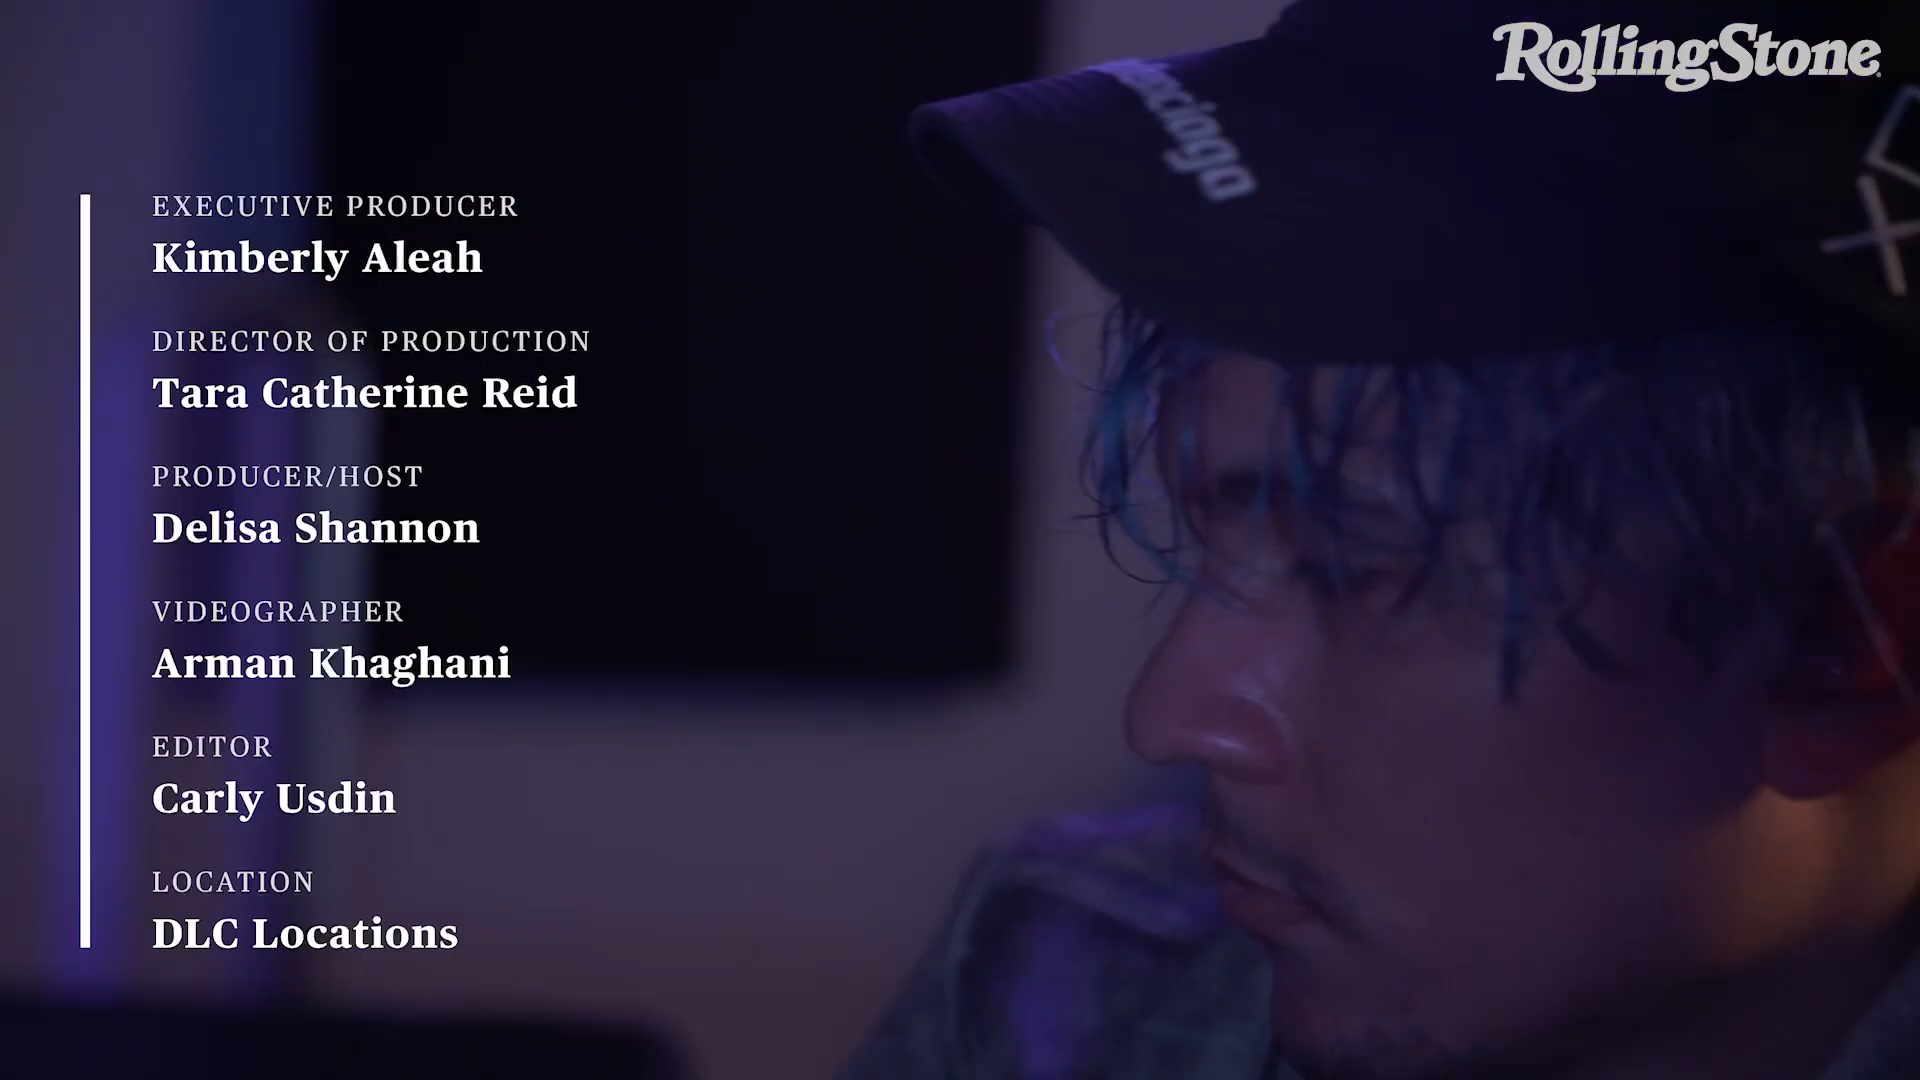 RollingStone
EXECUTIVE PRODUCER
Kimberly Aleah
DIRECTOR OF PRODUCTION
Tara Catherine Reid
PRODUCER/HOST
Delisa Shannon
VIDEOGRAPHER
Arman Khaghani
EDITOR
Carly Usdin
LOCATION
DLC Locations